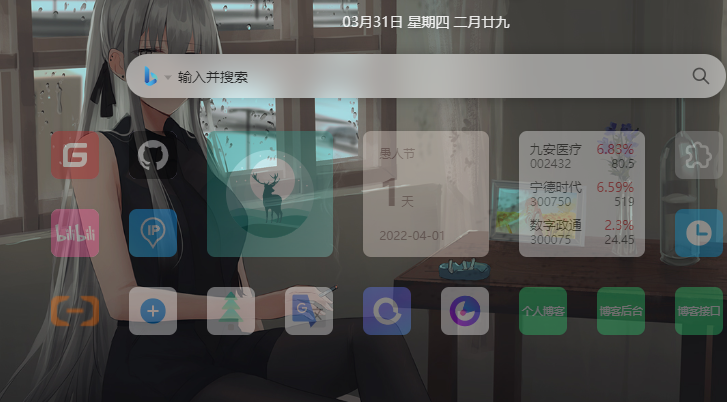 03月31日 星期四 二月廿九
输入并搜索
愚人节
1 天
2022-04-01
九安医疗 6.83%
002432 80.5
宁德时代 6.59%
300750 519
数字政通 2.3%
300075 24.45
bilibili
IP
个人博客
博客后台
博客接口